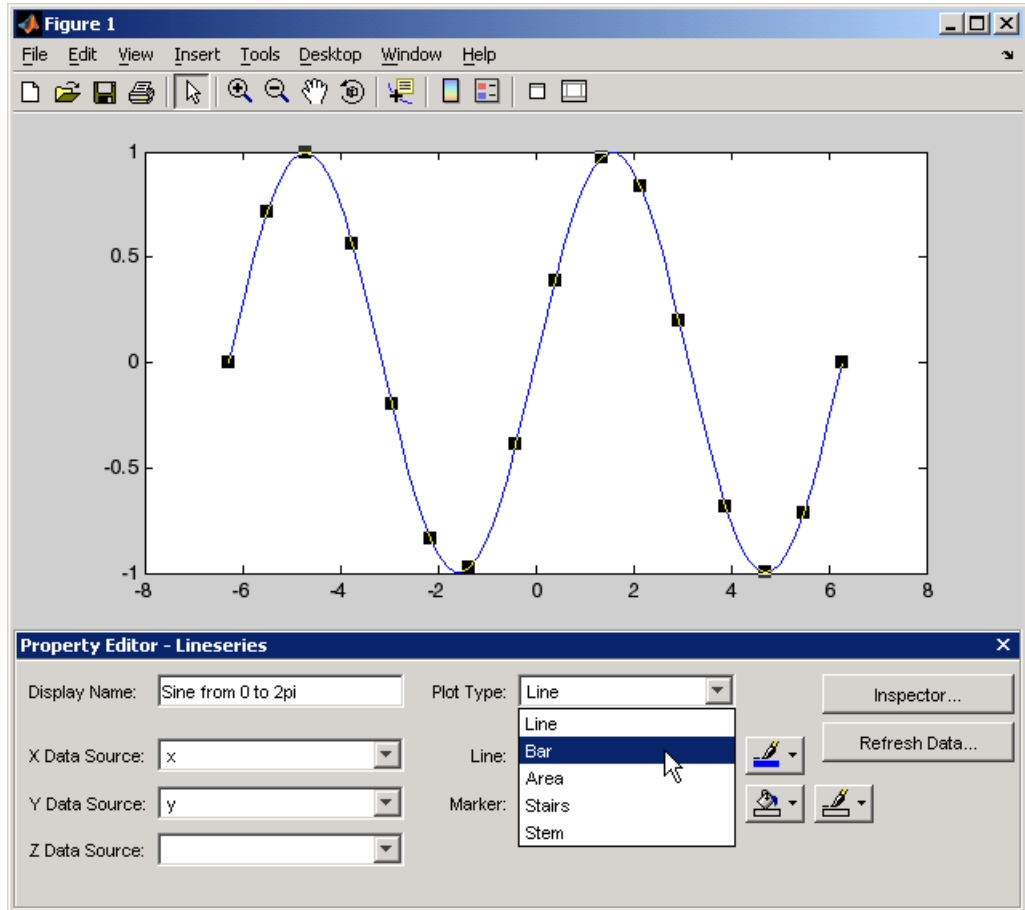 Figure 1
File Edit View Insert Tools Desktop Window Help
1
0.5
0
-0.5
-1
-8 -6 -4 -2 0 2 4 6 8
Property Editor - Lineseries
Display Name: Sine from 0 to 2pi Plot Type: Line Inspector...
Line
X Data Source: x Line: Bar Refresh Data...
Area
Y Data Source: y Marker: Stairs
Stem
Z Data Source: